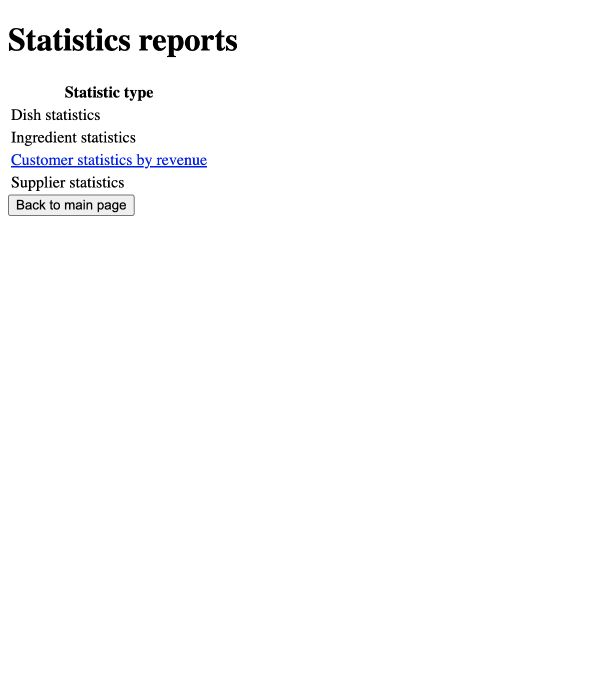 Statistics reports
Statistic type
Dish statistics
Ingredient statistics
Customer statistics by revenue
Supplier statistics
Back to main page